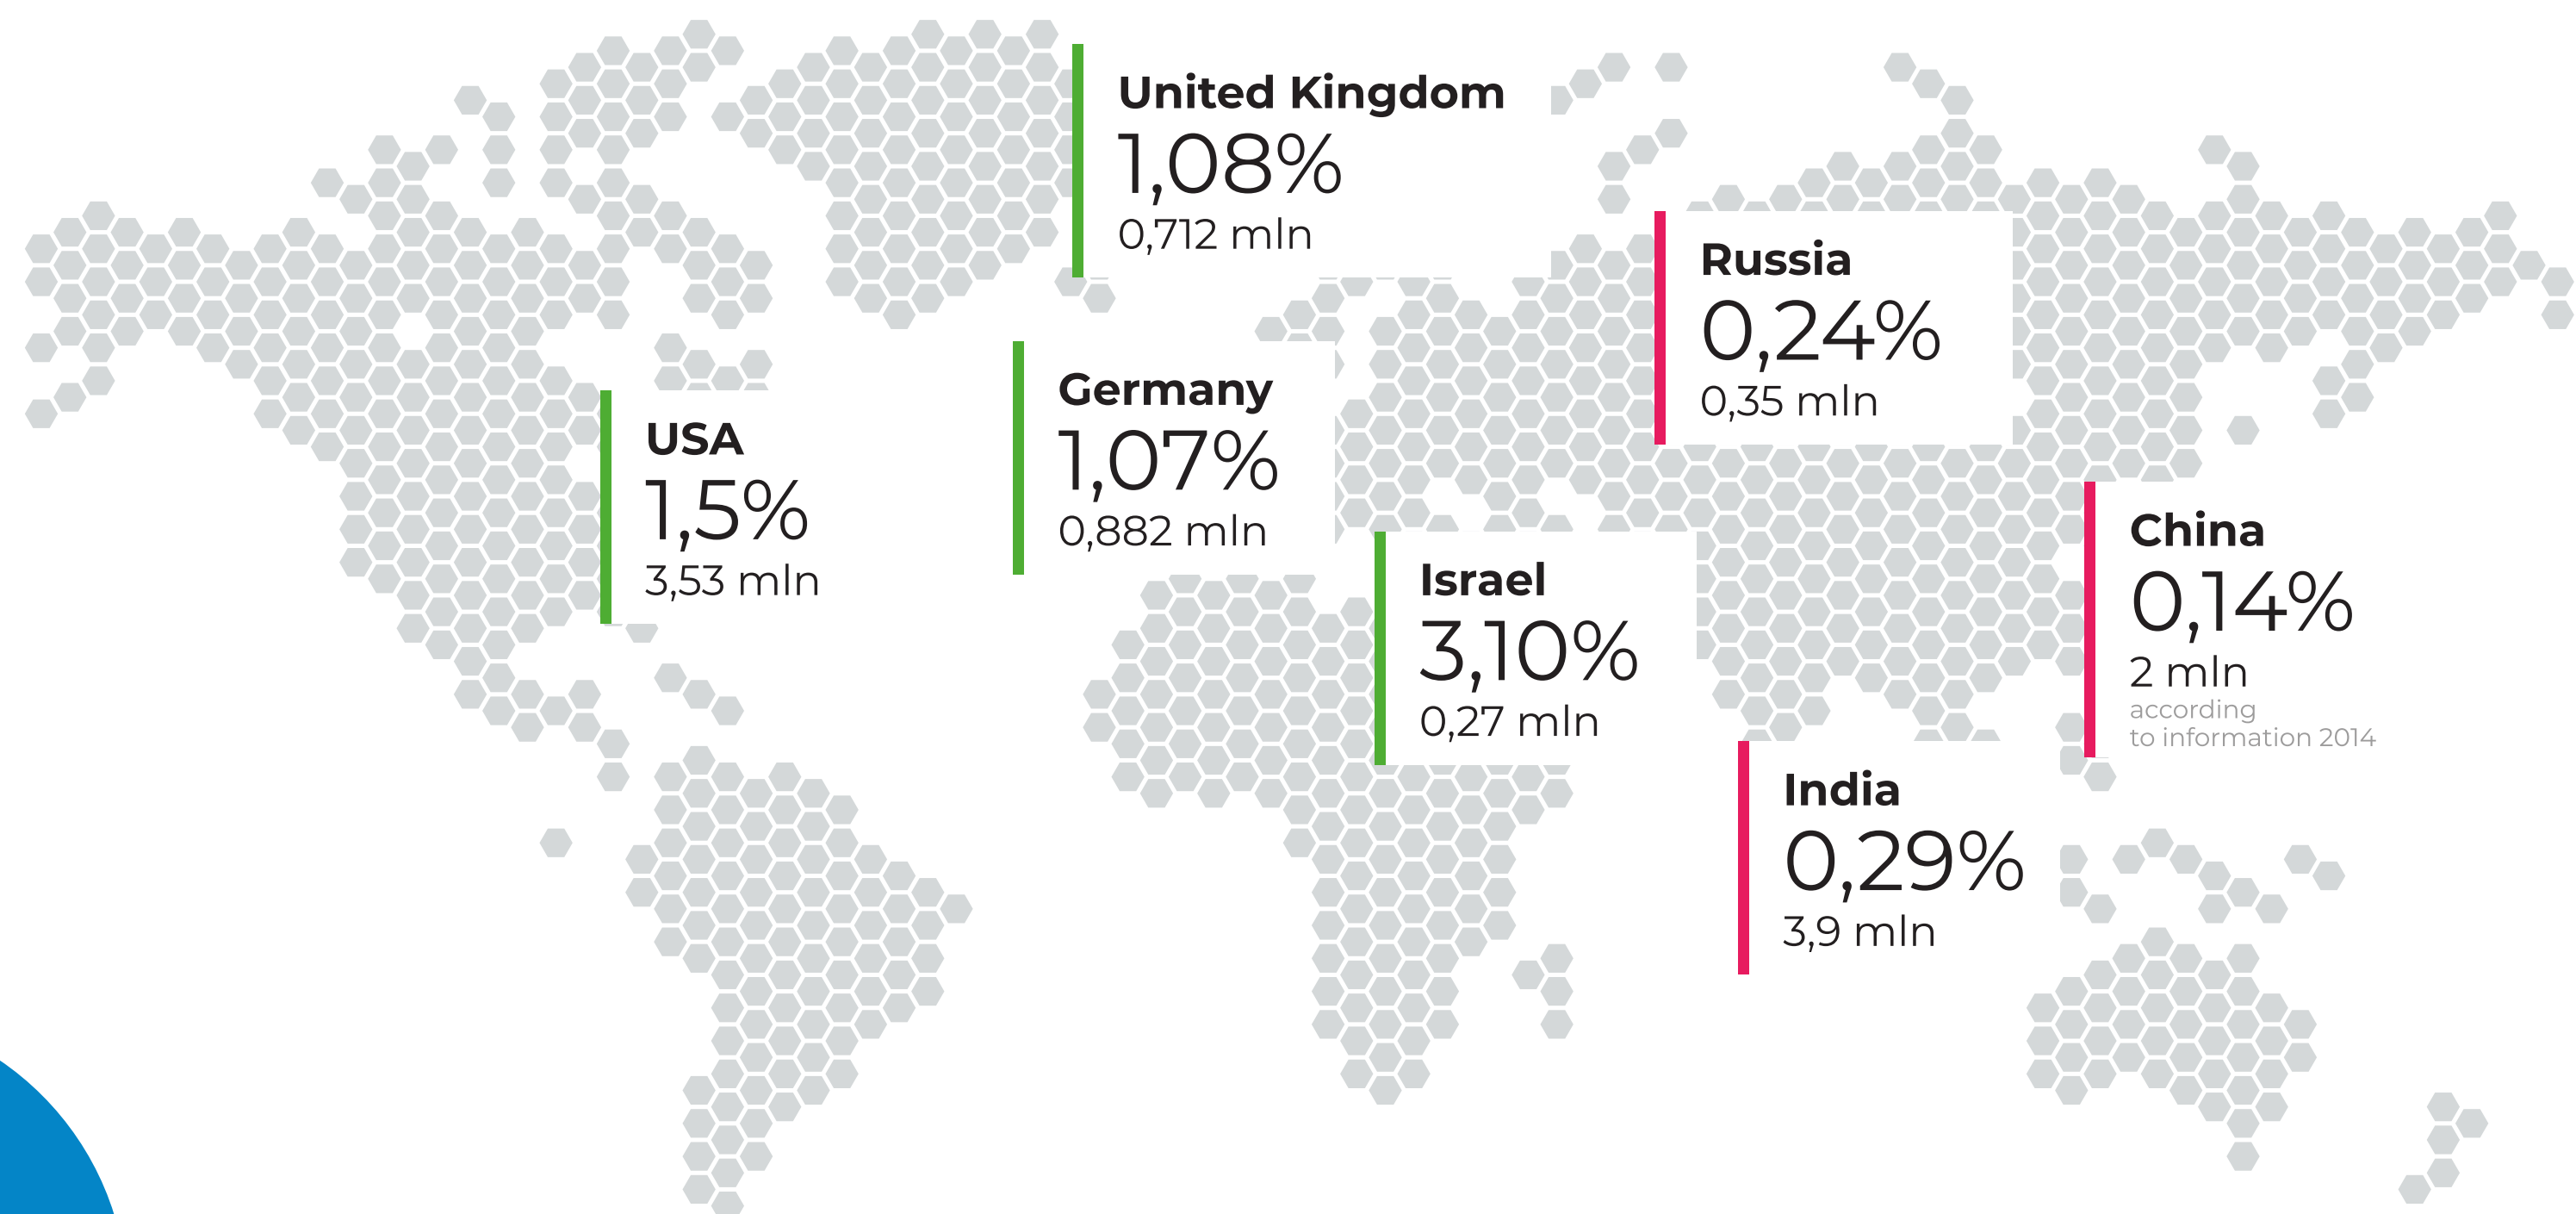 United Kingdom
1,08%
0,712 mln
Russia
0,24%
0,35 mln
Germany
1,07%
0,882 mln
USA
1,5%
3,53 mln
China
0,14%
2 mln
according
to information 2014
Israel
3,10%
0,27 mln
India
0,29%
3,9 mln